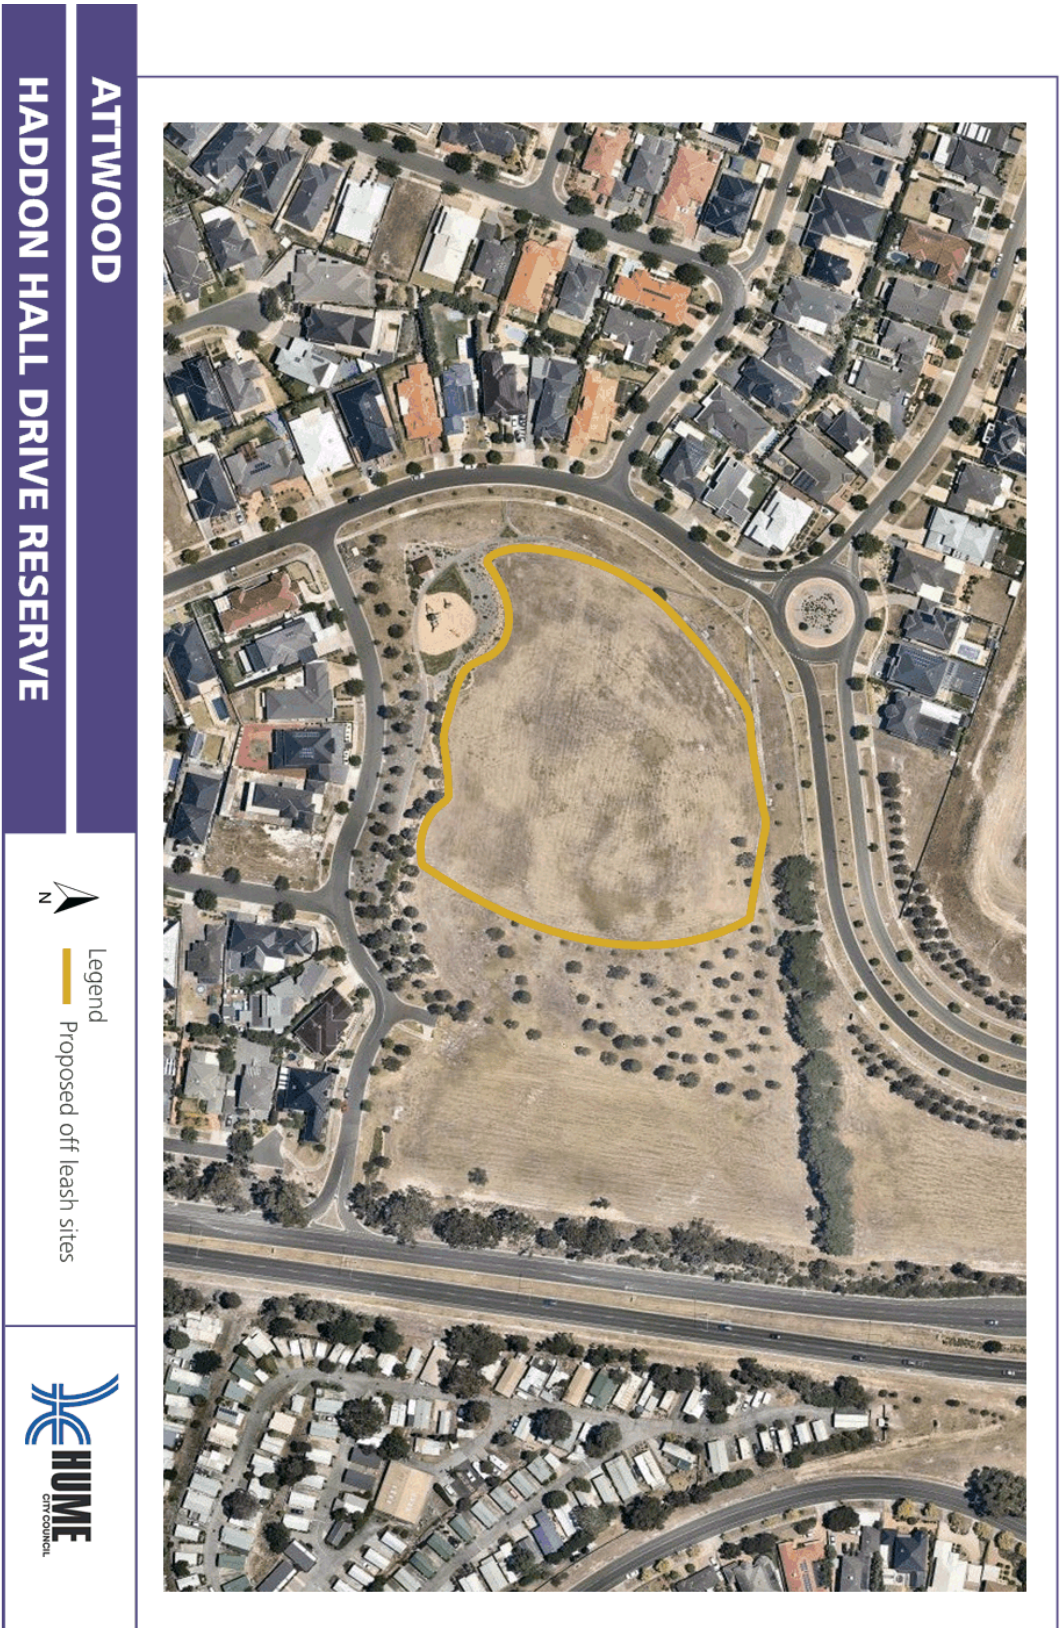 ATTWOOD
HADDON HALL DRIVE RESERVE
N
Legend
Proposed off leash sites
HUME
CITY COUNCIL